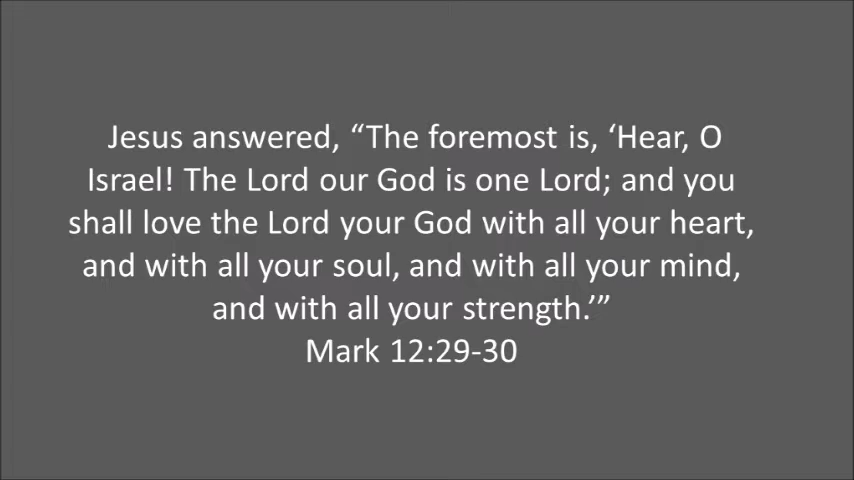 Jesus answered, “The foremost is, ‘Hear, O
Israel! The Lord our God is one Lord; and you
shall love the Lord your God with all your heart,
and with all your soul, and with all your mind,
and with all your strength.’”
Mark 12:29-30